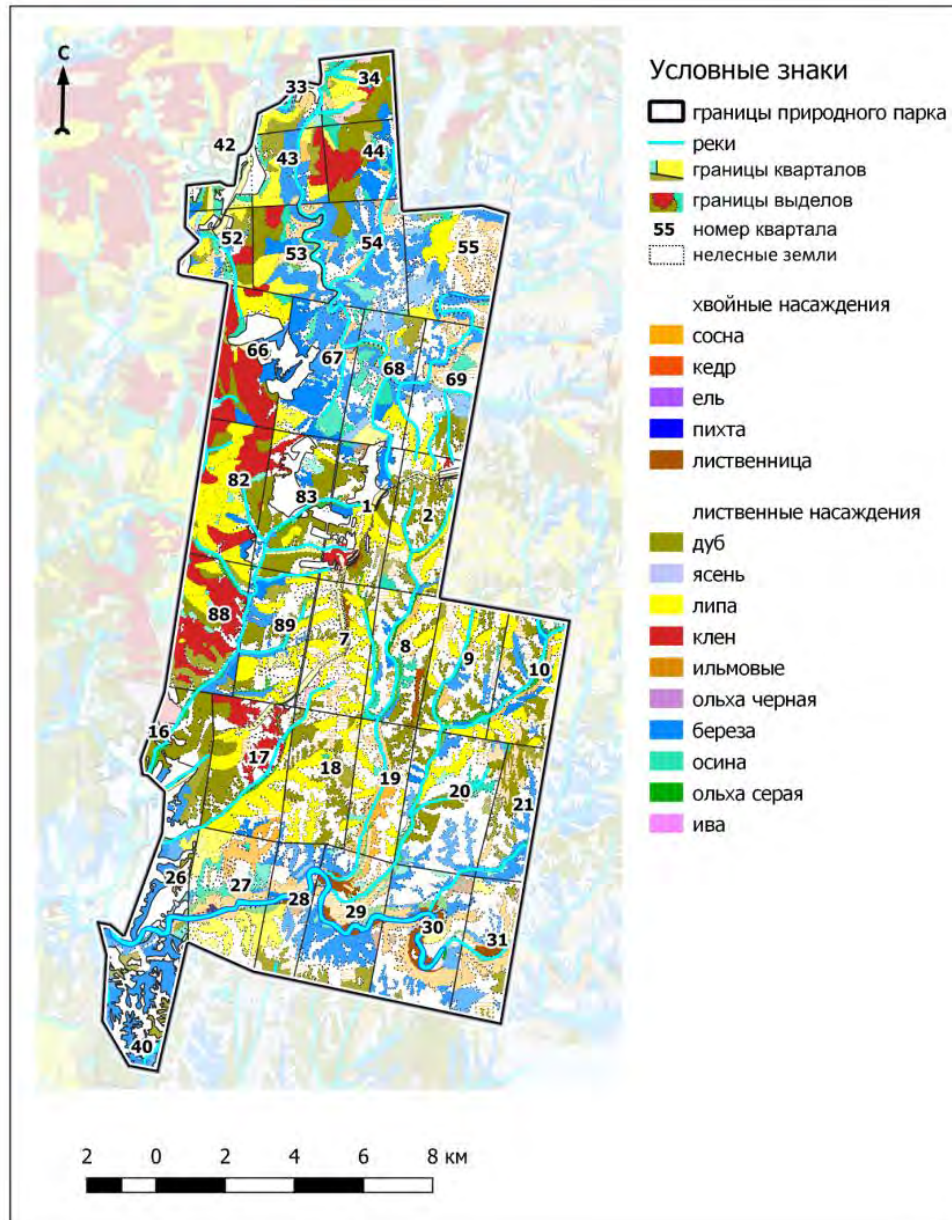 С
Условные знаки
границы природного парка
реки
границы кварталов
границы выделов
55 номер квартала
нелесные земли
хвойные насаждения
сосна
кедр
ель
пихта
лиственница
лиственные насаждения
дуб
ясень
липа
клен
ильмовые
ольха черная
береза
осина
ольха серая
ива
33
34
42
43
44
52
53
54
55
66
67
68
69
82
83
1
2
88
89
7
8
9
10
16
17
18
19
20
21
26
27
28
29
30
31
40
2 0 2 4 6 8 км